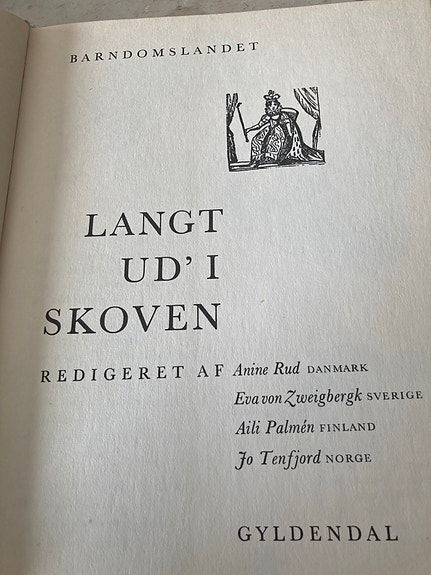 BARNDOMSLANDET
LANGT
UD' I
SKOVEN
REDIGERET AF Anine Rud DANMARK
Eva von Zweigbergk SVERIGE
Aili Palmén FINLAND
Jo Tenfjord NORGE
GYLDENDAL